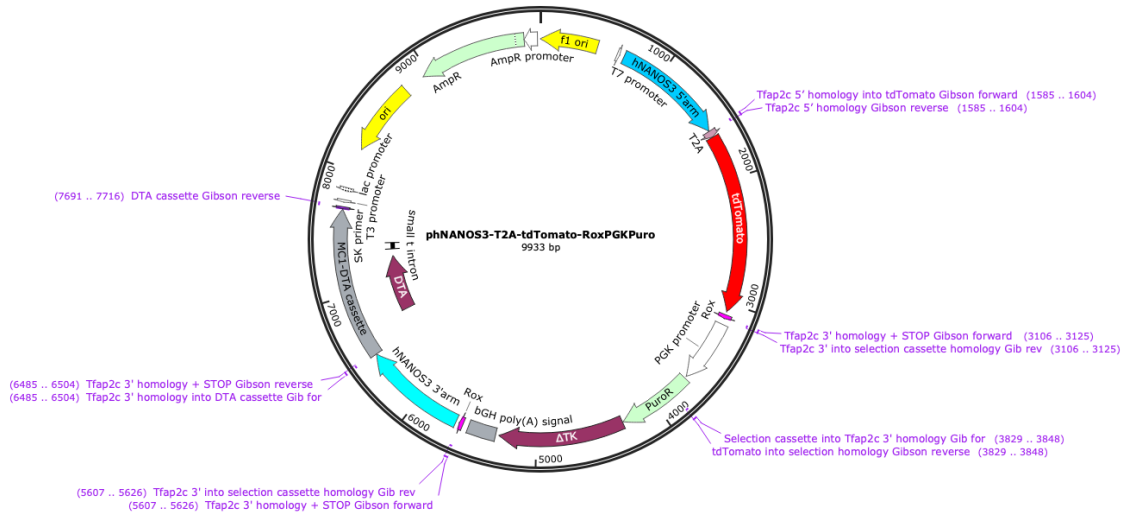 f1 ori
AmpR promoter
AmpR
ori
T7 promoter
1000
hNANOS3 5'arm
Tfap2c 5’ homology into tdTomato Gibson forward (1585 .. 1604)
Tfap2c 5’ homology Gibson reverse (1585 .. 1604)
T2A
2000
tdTomato
9000
8000
lac promoter
T3 promoter
SK primer
(7691 .. 7716) DTA cassette Gibson reverse
small t intron
DTA
MC1-DTA cassette
7000
phNANOS3-T2A-tdTomato-RoxPGKPuro
9933 bp
3000
Rox
PGK promoter
Tfap2c 3' homology + STOP Gibson forward (3106 .. 3125)
Tfap2c 3' into selection cassette homology Gib rev (3106 .. 3125)
PuroR
4000
Selection cassette into Tfap2c 3' homology Gib for (3829 .. 3848)
tdTomato into selection homology Gibson reverse (3829 .. 3848)
(6485 .. 6504) Tfap2c 3' homology + STOP Gibson reverse
(6485 .. 6504) Tfap2c 3' homology into DTA cassette Gib for
hNANOS3 3'arm
Rox
bGH poly(A) signal
ΔTK
6000
5000
(5607 .. 5626) Tfap2c 3' into selection cassette homology Gib rev
(5607 .. 5626) Tfap2c 3' homology + STOP Gibson forward